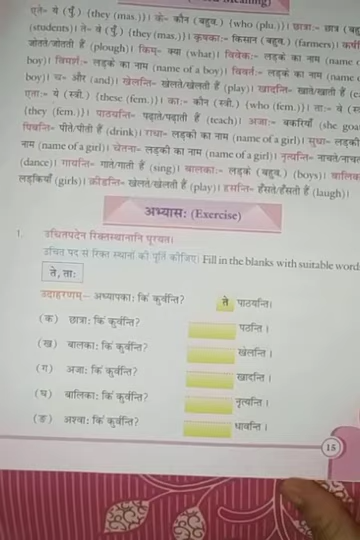 एते- ये (पुँ) {they (mas.)}। के- कौन (बहुव.) {who (plu.)}। छात्रा:- छात्र (बहु
(students)। ते- वे (पुँ) {they (mas.)}। कृषका:- किसान (बहुव.) (farmers)।
जोतते/जोतती हैं (plough)। किम्- क्या (what)। विवेक:- लड़के का नाम (name
boy)। विमर्श:- लड़के का नाम (name of a boy)। लड़के का नाम (name
boy)। च- और (and)। खेलन्ति- खेलते/खेलती हैं (play)। खादन्ति- खाते/खाती हैं
एता:- ये (स्त्री.) {these (fem.)}। का:- कौन (स्त्री.) {who (fem.)}। ता:- वे
{they (fem.)}। पाठयन्ति- पढ़ाते/पढ़ाती हैं (teach)। अजा:- बकरियाँ (she
पिबन्ति- पीते/पीती हैं (drink)। राधा- लड़की का नाम (name of a girl)। सुधा- लड़की
नाम (name of a girl)। चेतना- लड़की का नाम (name of a girl)। नृत्यन्ति- नाचते/
(dance)। गायन्ति- गाते/गाती हैं (sing)। बालका:- लड़के (बहुव.) (boys)।
लड़कियाँ (girls)। क्रीडन्ति- खेलते/खेलती हैं (play)। हसन्ति- हँसते/हँसती हैं (laugh)।
अभ्यास: (Exercise)
1. उचितपदेन रिक्तस्थानानि पूरयत।
उचित पद से रिक्त स्थानों की पूर्ति कीजिए। Fill in the blanks with suitable
ते, ता:
उदाहरणम्- अध्यापका: किं कुर्वन्ति? ते पाठयन्ति।
(क) छात्रा: किं कुर्वन्ति? पठन्ति।
(ख) बालका: किं कुर्वन्ति? खेलन्ति।
(ग) अजा: किं कुर्वन्ति? खादन्ति।
(घ) बालिका: किं कुर्वन्ति? नृत्यन्ति।
(ङ) अश्वा: किं कुर्वन्ति? धावन्ति।
15